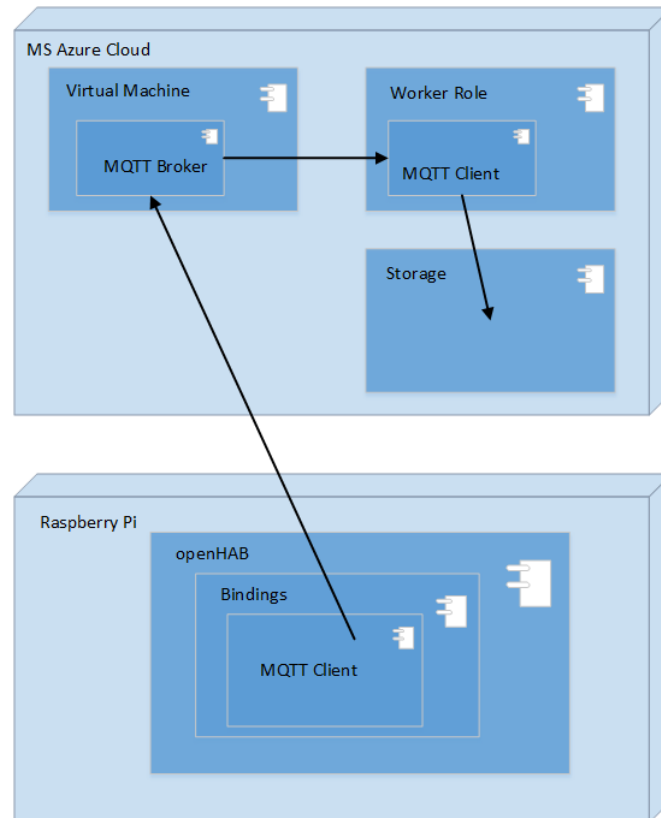 MS Azure Cloud
Virtual Machine
MQTT Broker
Worker Role
MQTT Client
Storage
Raspberry Pi
openHAB
Bindings
MQTT Client